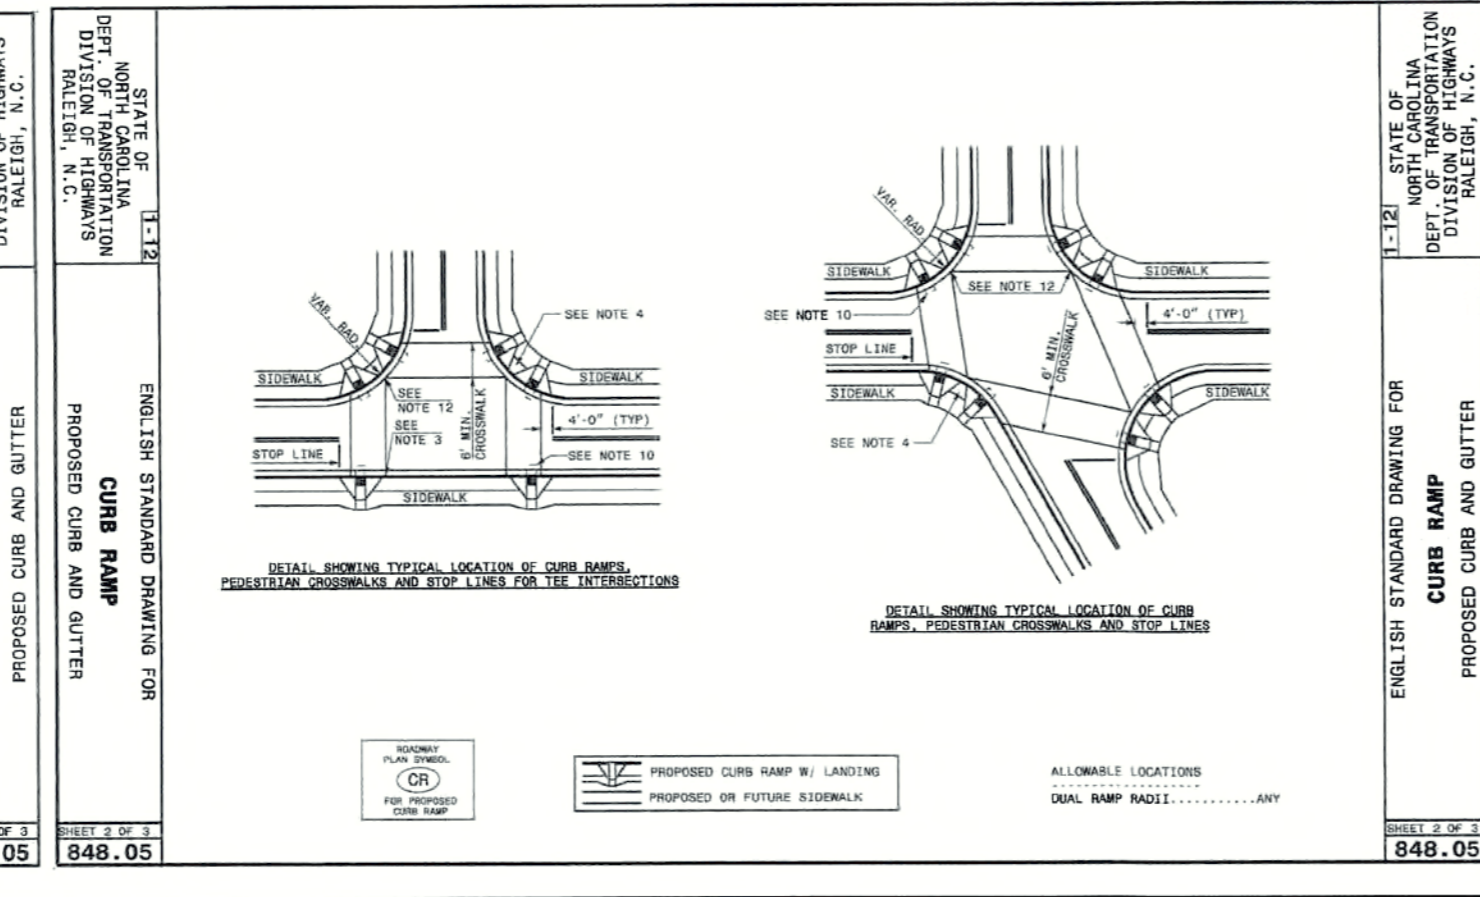 DIVISION OF HIGHWAYS
RALEIGH, N.C.
PROPOSED CURB AND GUTTER
OF 3
05
STATE OF
NORTH CAROLINA
DEPT. OF TRANSPORTATION
DIVISION OF HIGHWAYS
RALEIGH, N.C.
1-12
ENGLISH STANDARD DRAWING FOR
CURB RAMP
PROPOSED CURB AND GUTTER
SHEET 2 OF 3
848.05
VAR. RAD.
SEE NOTE 4
SIDEWALK
SIDEWALK
SEE
NOTE 12
SEE
NOTE 3
6' MIN.
CROSSWALK
4'-0" (TYP)
STOP LINE
SEE NOTE 10
SIDEWALK
DETAIL SHOWING TYPICAL LOCATION OF CURB RAMPS,
PEDESTRIAN CROSSWALKS AND STOP LINES FOR TEE INTERSECTIONS
VAR. RAD
SIDEWALK
SIDEWALK
SEE NOTE 12
SEE NOTE 10
4'-0" (TYP)
STOP LINE
6' MIN.
CROSSWALK
SIDEWALK
SIDEWALK
SEE NOTE 4
DETAIL SHOWING TYPICAL LOCATION OF CURB
RAMPS, PEDESTRIAN CROSSWALKS AND STOP LINES
ROADWAY
PLAN SYMBOL
CR
FOR PROPOSED
CURB RAMP
PROPOSED CURB RAMP W/ LANDING
PROPOSED OR FUTURE SIDEWALK
ALLOWABLE LOCATIONS
DUAL RAMP RADII...........ANY
1-12
STATE OF
NORTH CAROLINA
DEPT. OF TRANSPORTATION
DIVISION OF HIGHWAYS
RALEIGH, N.C.
ENGLISH STANDARD DRAWING FOR
CURB RAMP
PROPOSED CURB AND GUTTER
SHEET 2 OF 3
848.05